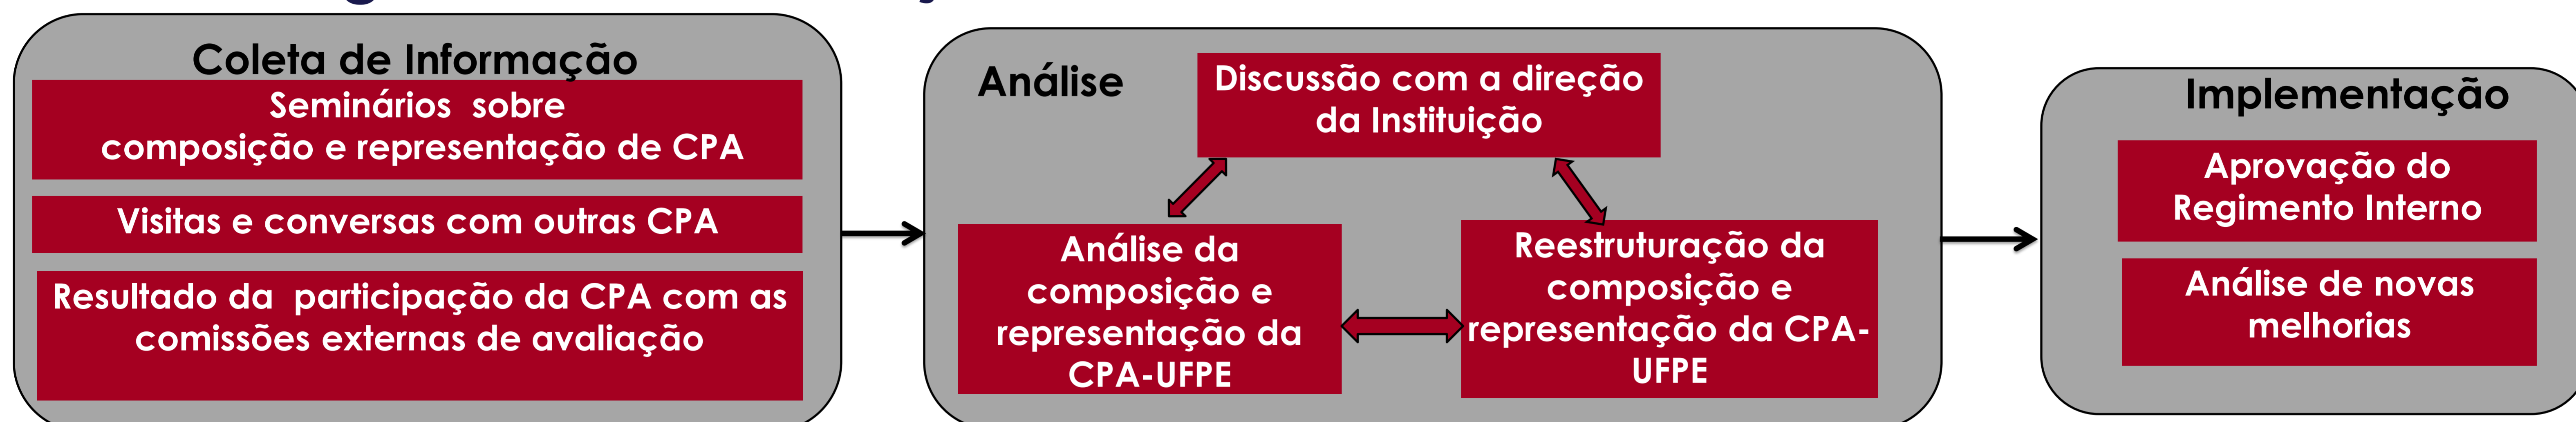 Coleta de Informação
Seminários sobre
composição e representação de CPA
Visitas e conversas com outras CPA
Resultado da participação da CPA com as
comissões externas de avaliação
Análise
Discussão com a direção
da Instituição
Análise da
composição e
representação da
CPA-UFPE
Reestruturação da
composição e
representação da CPA-
UFPE
Implementação
Aprovação do
Regimento Interno
Análise de novas
melhorias